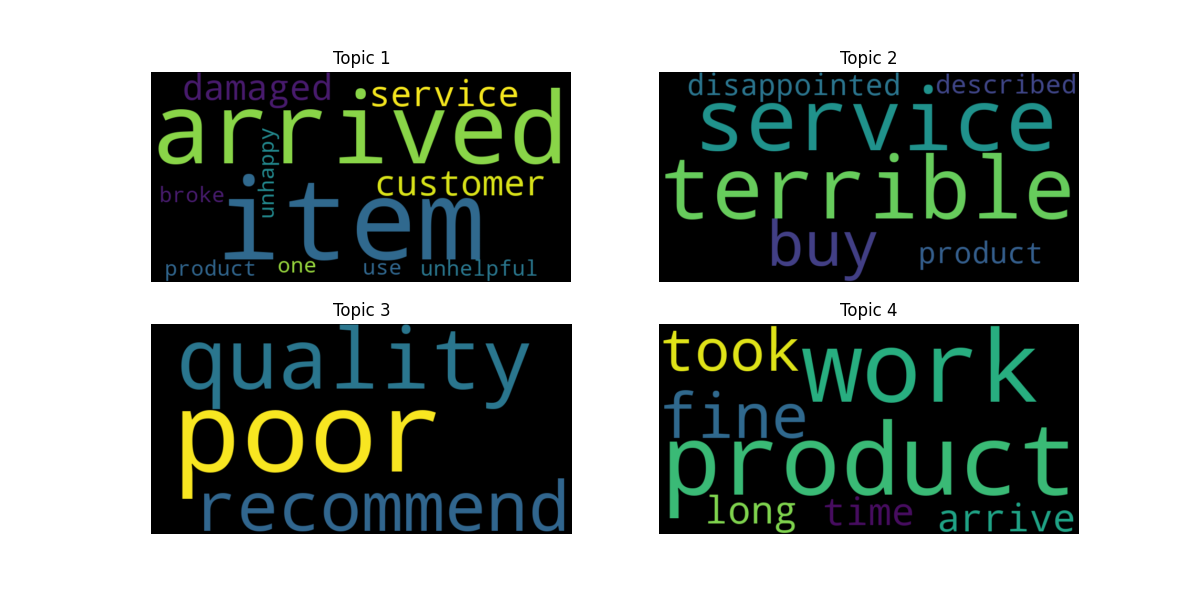 Topic 1
damaged
service
arrived
unhappy
customer
broke
item
product
one
use
unhelpful
Topic 2
disappointed
described
service
terrible
buy
product
Topic 3
quality
poor
recommend
Topic 4
took
work
fine
product
long
time
arrive